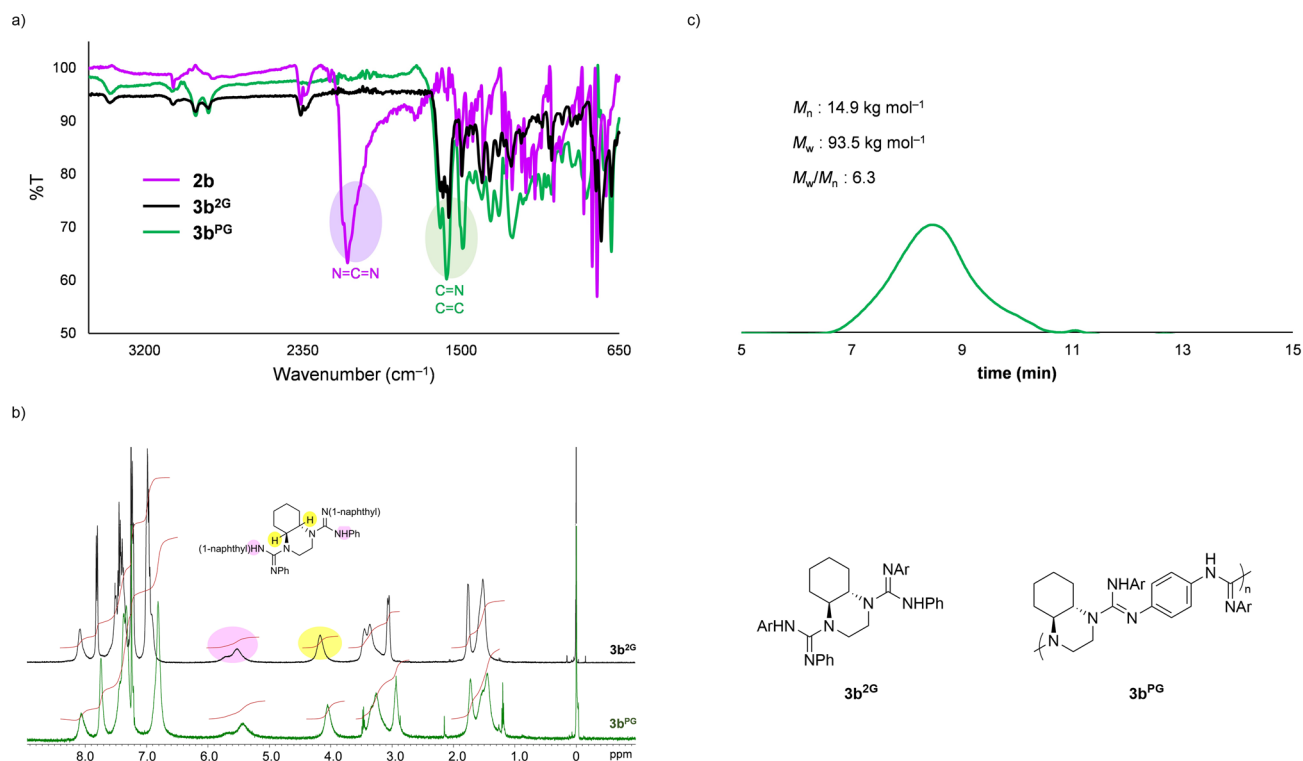 a)
100
90
80
70
60
50
%T
2b
3b2G
3bPG
N=C=N
C=N
C=C
3200
2350
1500
650
Wavenumber (cm–1)
c)
Mn : 14.9 kg mol–1
Mw : 93.5 kg mol–1
Mw/Mn : 6.3
5
7
9
11
13
15
time (min)
b)
N(1-naphthyl)
H
N
NHPh
H
(1-naphthyl)HN
N
NPh
3b2G
3bPG
8.0
7.0
6.0
5.0
4.0
3.0
2.0
1.0
0
ppm
NAr
N
NHPh
ArHN
N
NPh
3b2G
NHAr
N
N
N
H
N
NAr
n
3bPG